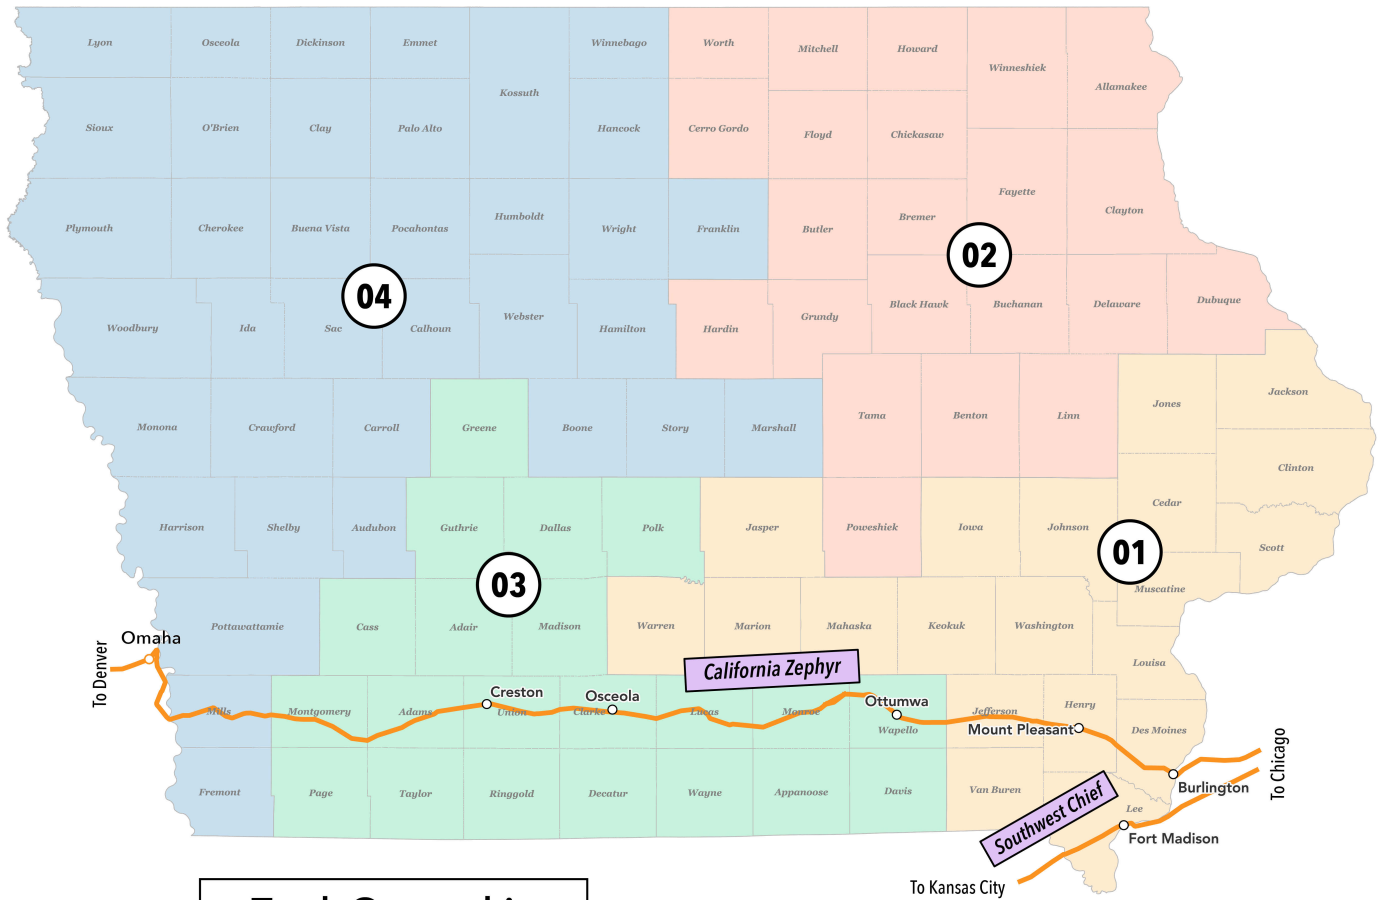 Lyon
Osceola
Dickinson
Emmet
Kossuth
Winnebago
Worth
Mitchell
Howard
Winneshiek
Allamakee
Sioux
O'Brien
Clay
Palo Alto
Hancock
Cerro Gordo
Floyd
Chickasaw
Fayette
Clayton
Plymouth
Cherokee
Buena Vista
Pocahontas
Humboldt
Wright
Franklin
Butler
Bremer
02
04
Woodbury
Ida
Sac
Calhoun
Webster
Hamilton
Hardin
Grundy
Black Hawk
Buchanan
Delaware
Dubuque
Monona
Crawford
Carroll
Greene
Boone
Story
Marshall
Tama
Benton
Linn
Jones
Jackson
Clinton
Harrison
Shelby
Audubon
Guthrie
Dallas
Polk
Jasper
Poweshiek
Iowa
Johnson
Cedar
Scott
01
03
Muscatine
Pottawattamie
Cass
Adair
Madison
Warren
Marion
Mahaska
Keokuk
Washington
Louisa
To Denver
Omaha
California Zephyr
Creston
Osceola
Ottumwa
Mills
Montgomery
Adams
Union
Clarke
Lucas
Monroe
Wapello
Jefferson
Henry
Mount Pleasant
Des Moines
To Chicago
Fremont
Page
Taylor
Ringgold
Decatur
Wayne
Appanoose
Davis
Van Buren
Lee
Burlington
Southwest Chief
Fort Madison
To Kansas City